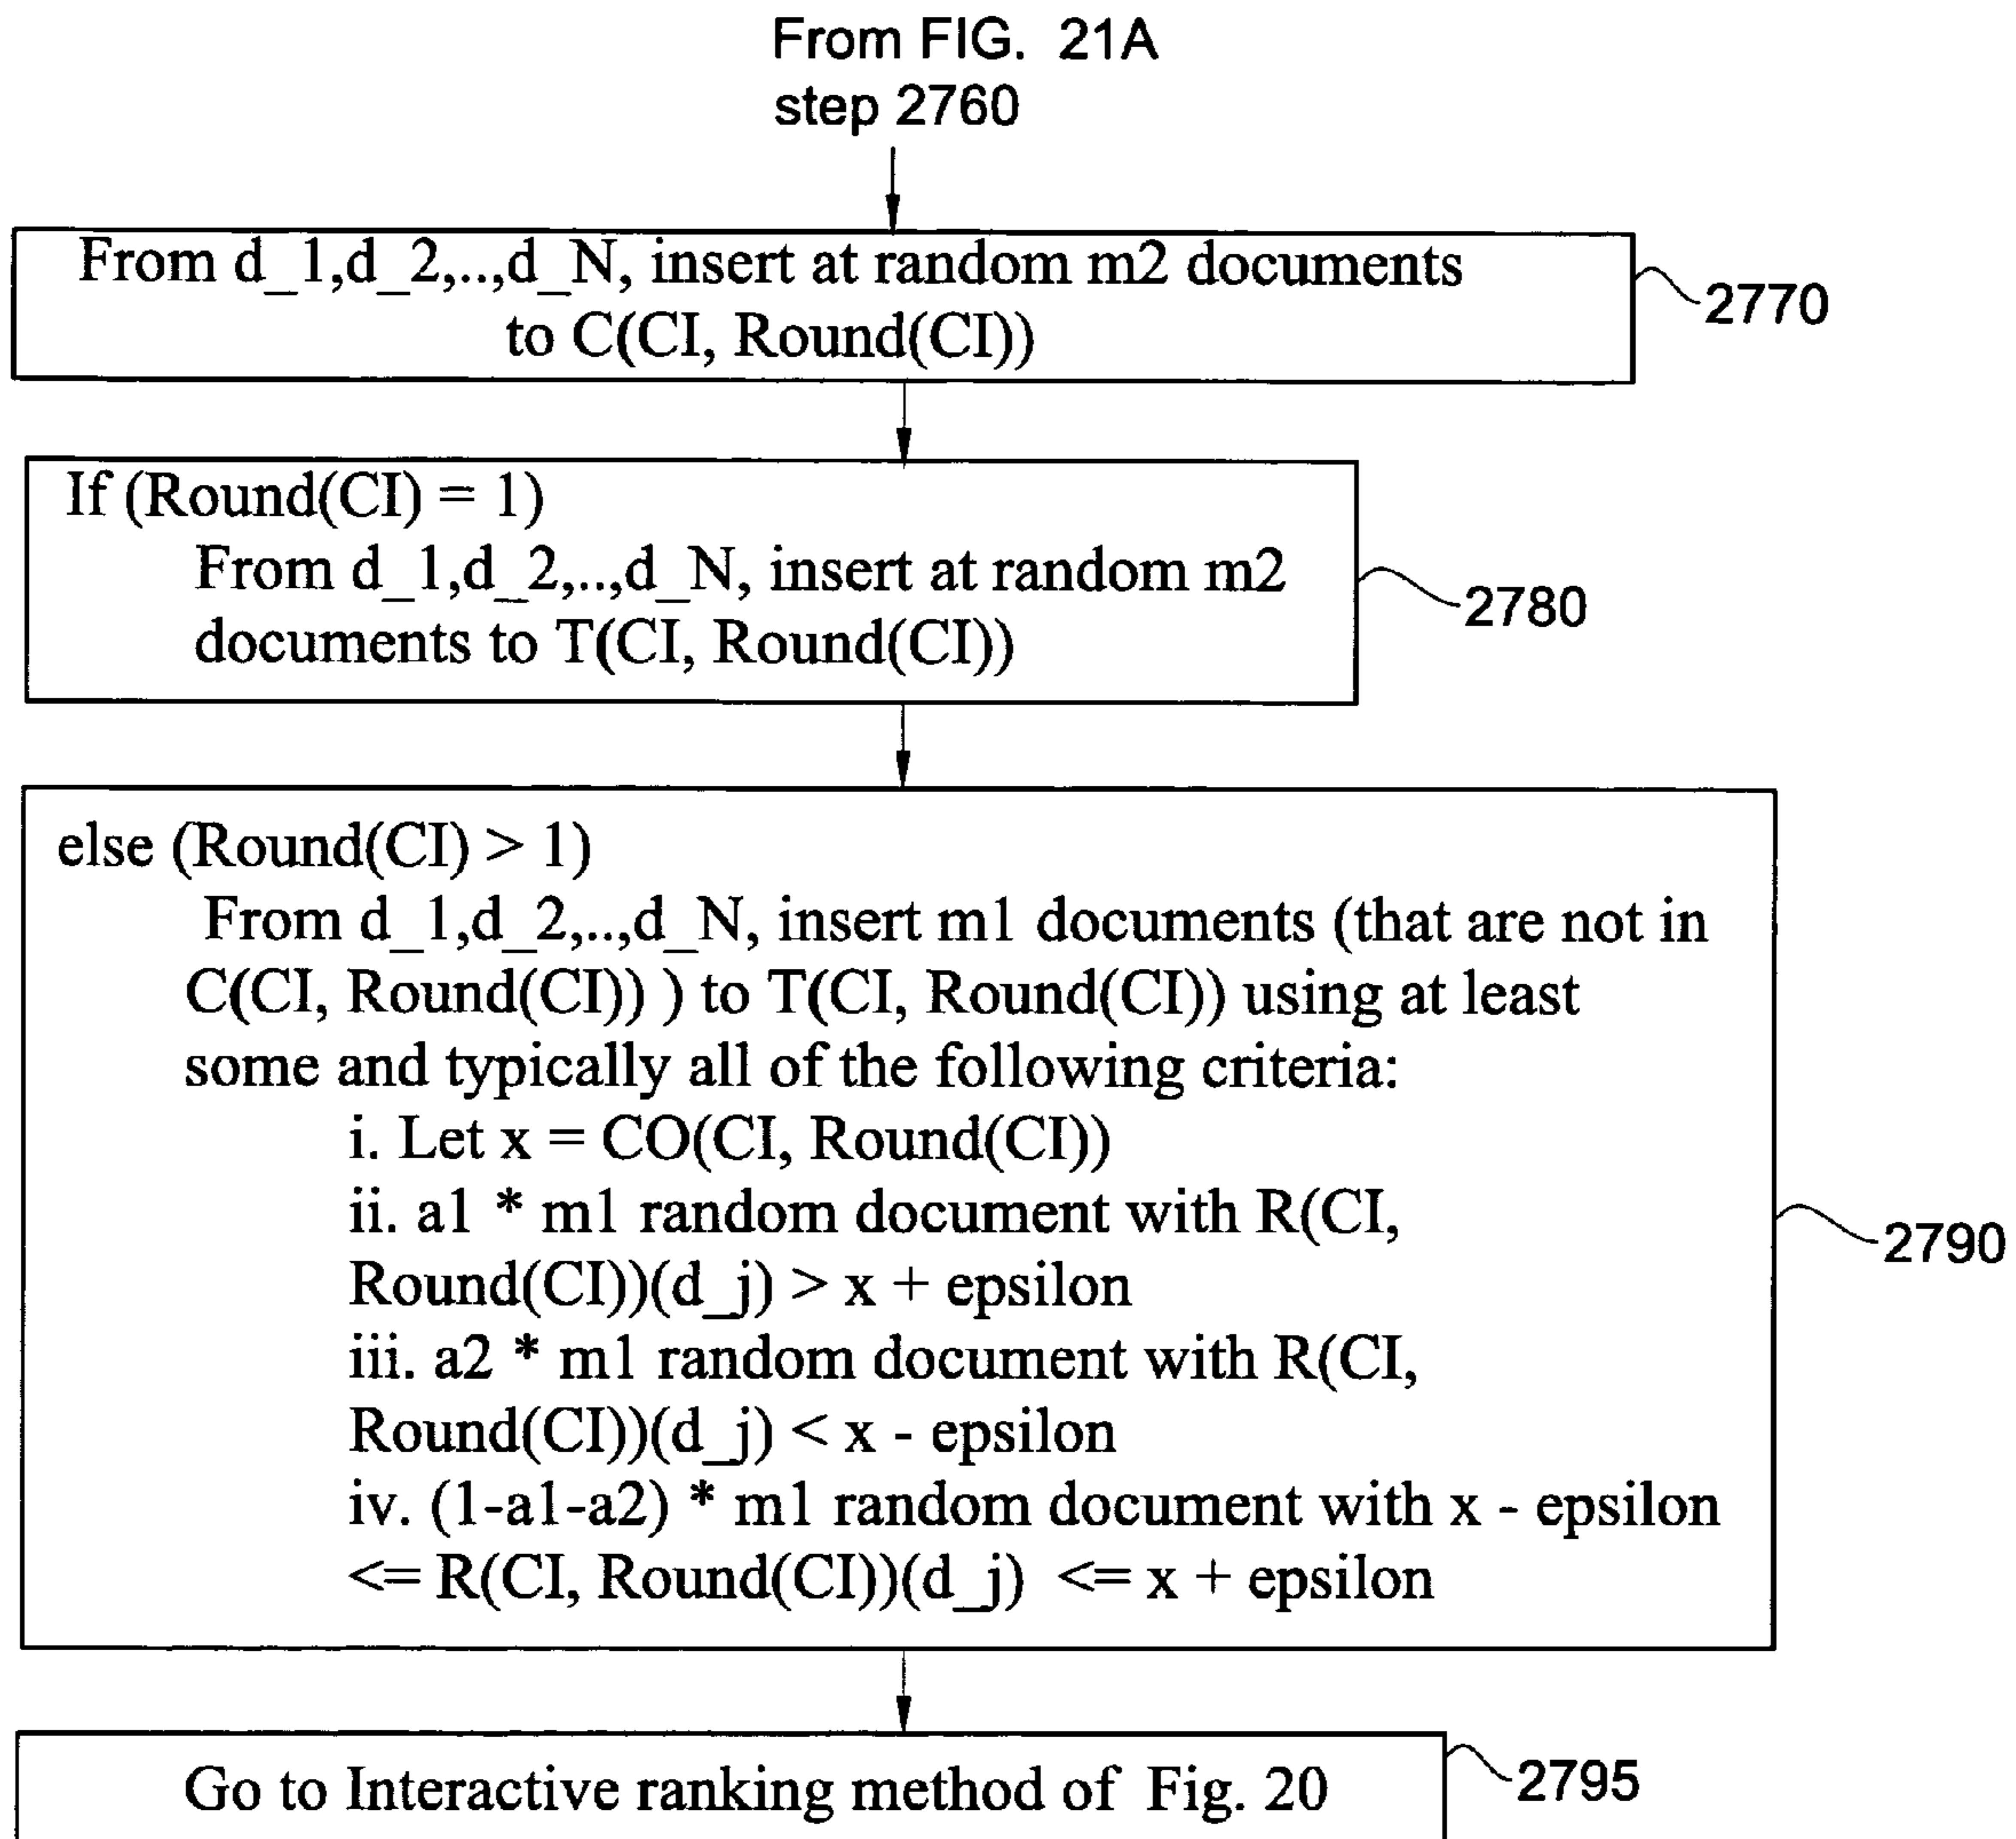 From FIG. 21A
step 2760
From d_1,d_2,..,d_N, insert at random m2 documents
to C(CI, Round(CI))
2770
If (Round(CI) = 1)
From d_1,d_2,..,d_N, insert at random m2
documents to T(CI, Round(CI))
2780
else (Round(CI) > 1)
From d_1,d_2,..,d_N, insert m1 documents (that are not in
C(CI, Round(CI)) ) to T(CI, Round(CI)) using at least
some and typically all of the following criteria:
i. Let x = CO(CI, Round(CI))
ii. a1 * m1 random document with R(CI,
Round(CI))(d_j) > x + epsilon
iii. a2 * m1 random document with R(CI,
Round(CI))(d_j) < x - epsilon
iv. (1-a1-a2) * m1 random document with x - epsilon
<= R(CI, Round(CI))(d_j) <= x + epsilon
2790
Go to Interactive ranking method of Fig. 20
2795